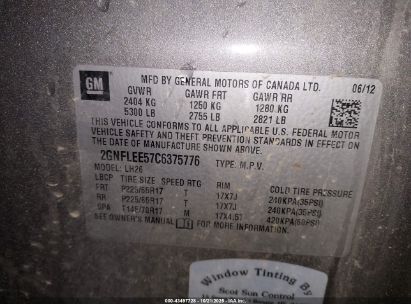 GM
MFD BY GENERAL MOTORS OF CANADA LTD.
06/12
GVWR GAWR FRT GAWR RR
2404 KG 1250 KG 1280 KG
5300 LB 2755 LB 2821 LB
THIS VEHICLE CONFORMS TO ALL APPLICABLE U.S. FEDERAL MOTOR
VEHICLE SAFETY AND THEFT PREVENTION STANDARDS IN EFFECT ON
THE DATE OF MANUFACTURE SHOWN ABOVE.
2GNFLEE57C6375776 TYPE: M.P.V.
MODEL: LH26
LBCP TIRE SIZE SPEED RTG RIM COLD TIRE PRESSURE
FRT P225/65R17 T 17X7J 240KPA(35PSI)
RR P225/65R17 T 17X7J 240KPA(35PSI)
SPA T145/70R17 M 17X4.5T 420KPA(60PSI)
SEE OWNER'S MANUAL FOR MORE INFORMATION.
Window Tinting By
Scot Sun Control